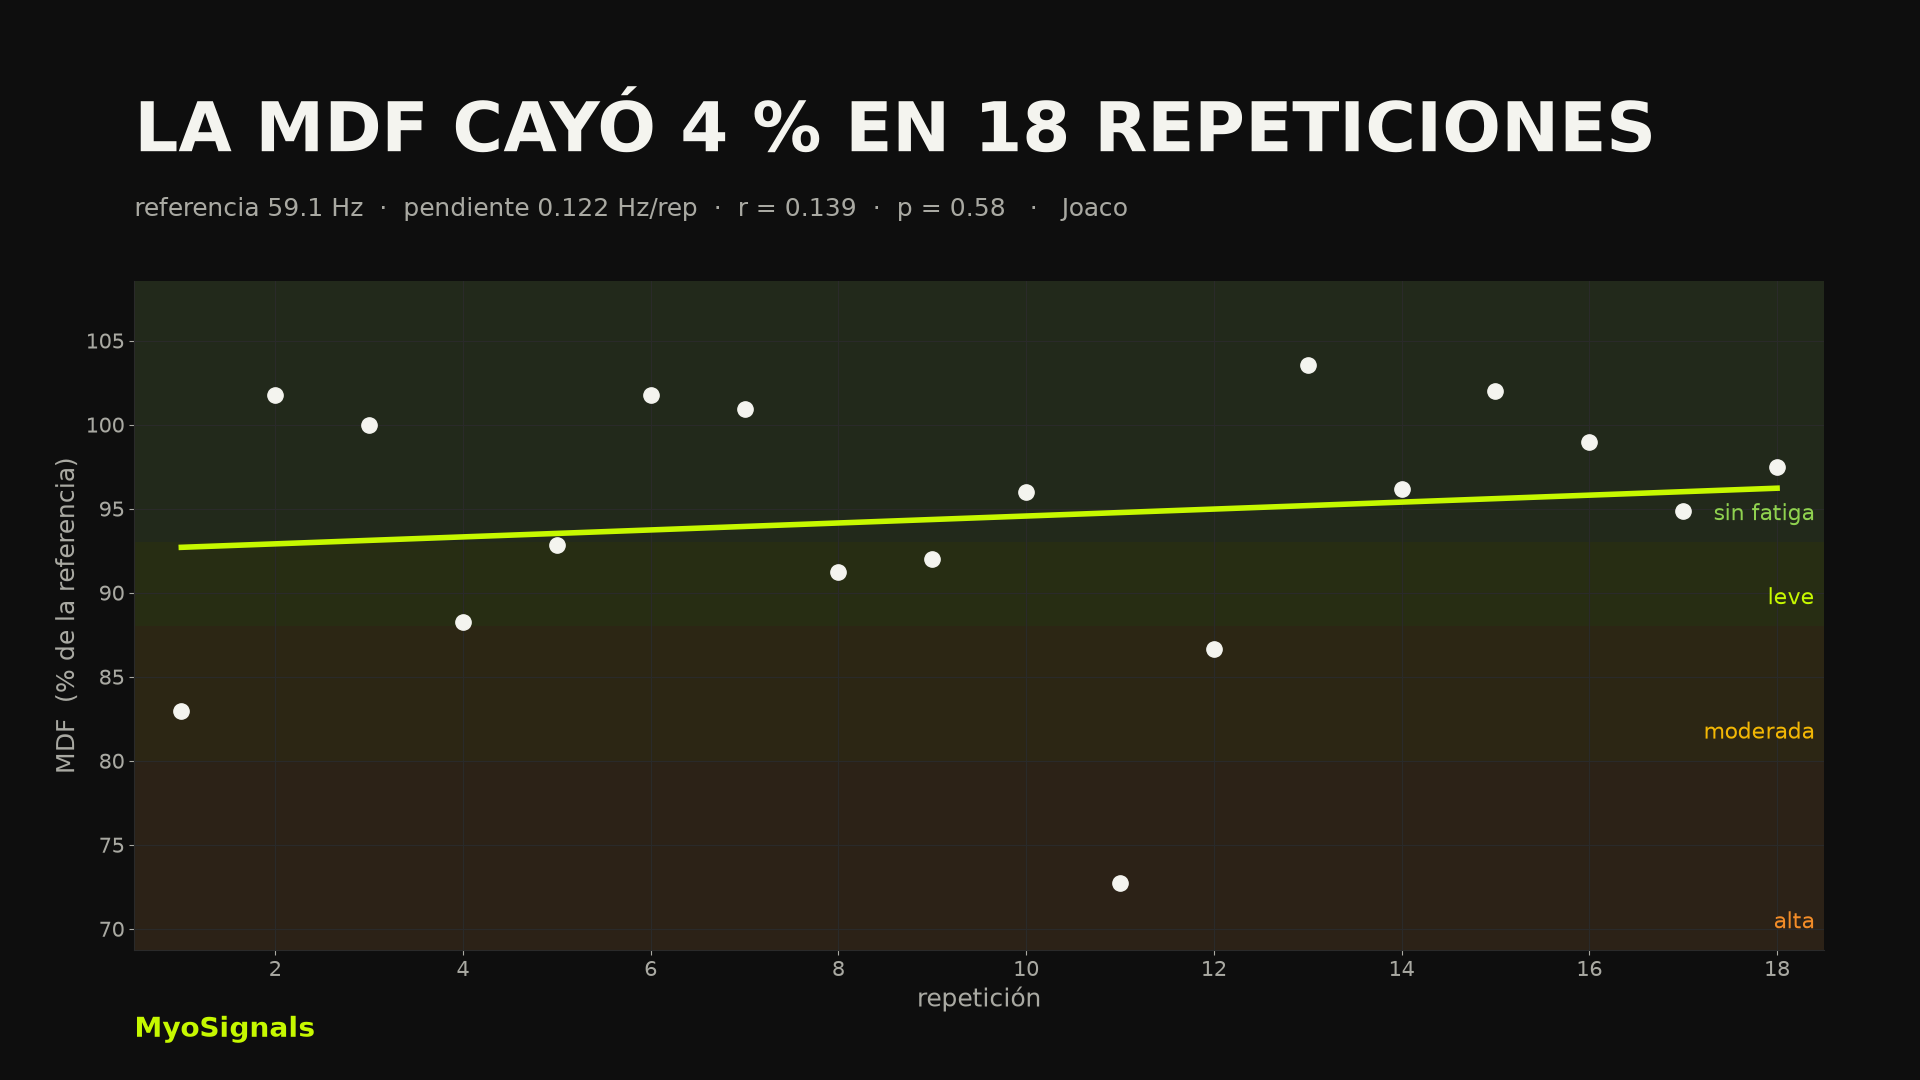 LA MDF CAYÓ 4 % EN 18 REPETICIONES
referencia 59.1 Hz · pendiente 0.122 Hz/rep · r = 0.139 · p = 0.58 · Joaco
MDF (% de la referencia)
105
100
95
90
85
80
75
70
sin fatiga
leve
moderada
alta
2 4 6 8 10 12 14 16 18
repetición
MyoSignals